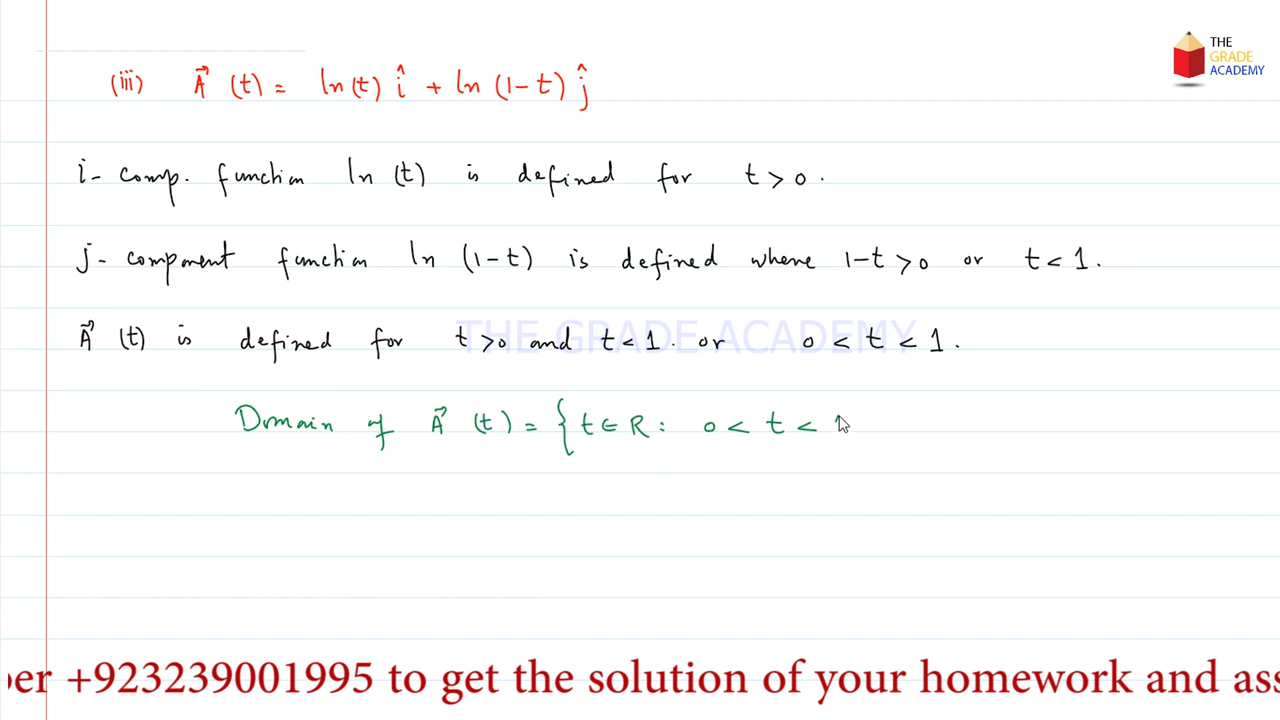 THE
GRADE
ACADEMY
(iii) A⃗ (t) = ln(t) î + ln (1-t) ĵ
i- comp. function ln (t) is defined for t > 0.
j- component function ln (1-t) is defined where 1-t > 0 or t < 1.
A⃗ (t) is defined for t > 0 and t < 1. or 0 < t < 1.
THE GRADE ACADEMY
Domain of A⃗ (t) = { t ∈ R : 0 < t < 1
per +923239001995 to get the solution of your homework and ass